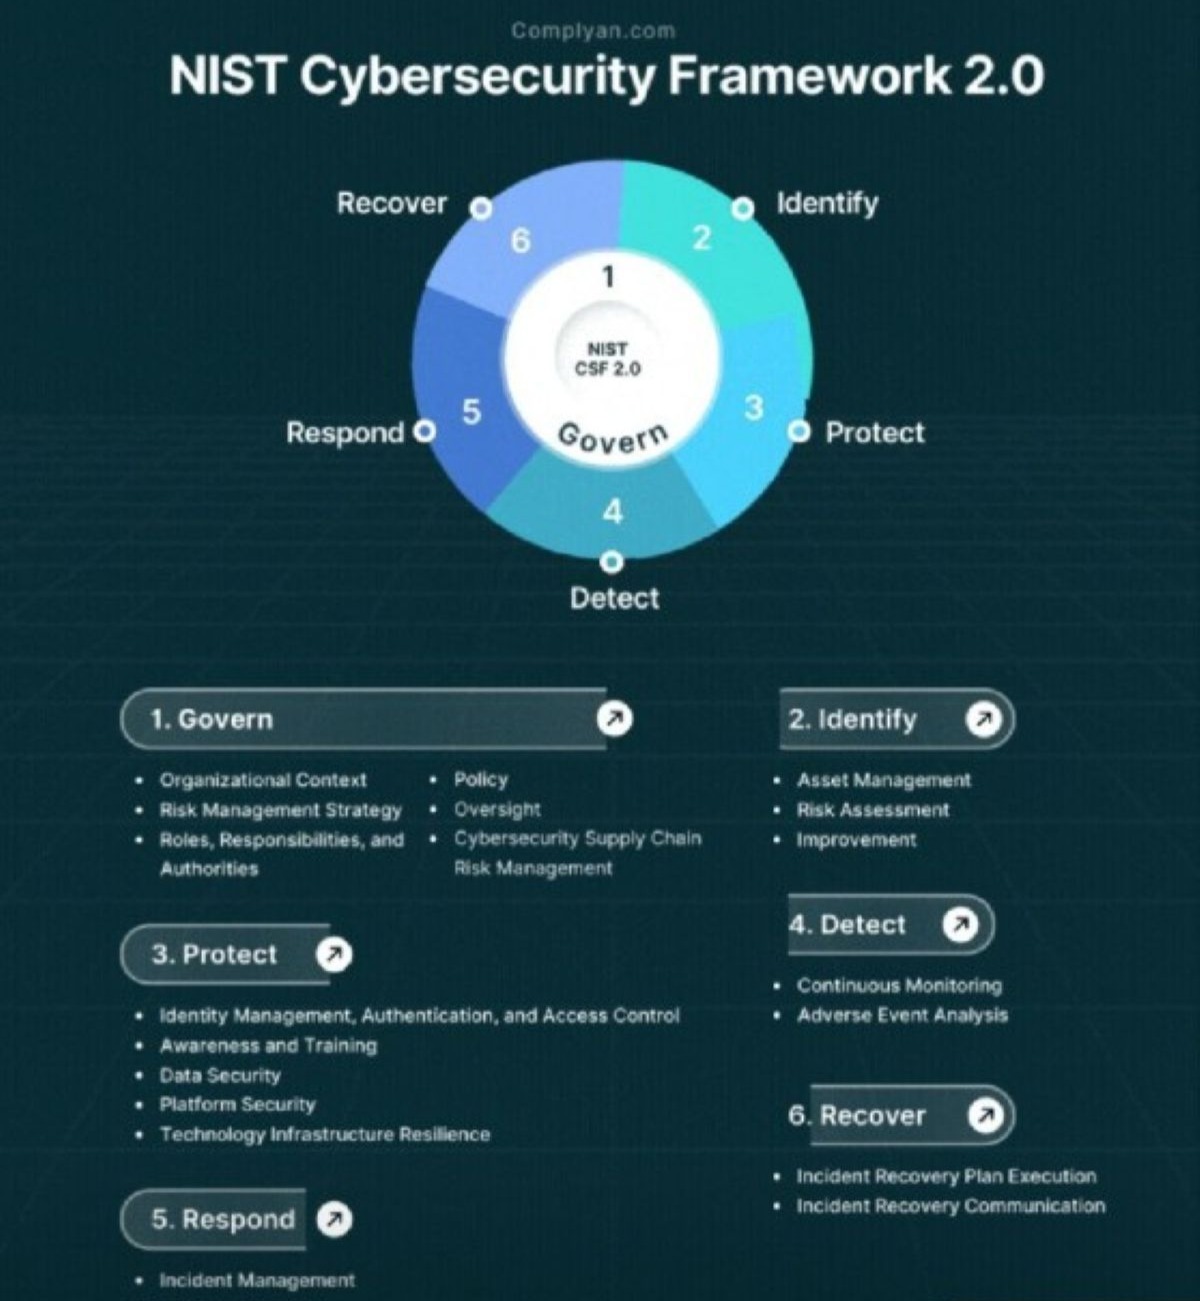 Complyan.com
NIST Cybersecurity Framework 2.0
Recover
Identify
6
2
1
NIST
CSF 2.0
5
3
Govern
Respond
Protect
4
Detect
1. Govern
• Organizational Context
• Risk Management Strategy
• Roles, Responsibilities, and
Authorities
• Policy
• Oversight
• Cybersecurity Supply Chain
Risk Management
2. Identify
• Asset Management
• Risk Assessment
• Improvement
3. Protect
• Identity Management, Authentication, and Access Control
• Awareness and Training
• Data Security
• Platform Security
• Technology Infrastructure Resilience
4. Detect
• Continuous Monitoring
• Adverse Event Analysis
5. Respond
• Incident Management
6. Recover
• Incident Recovery Plan Execution
• Incident Recovery Communication